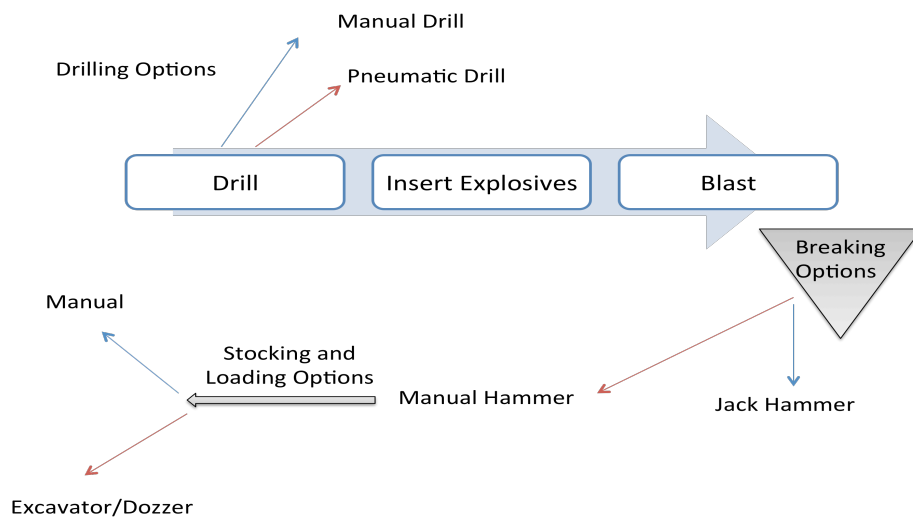 Manual Drill
Drilling Options
Pneumatic Drill
Drill
Insert Explosives
Blast
Breaking
Options
Manual
Stocking and
Loading Options
Manual Hammer
Jack Hammer
Excavator/Dozzer